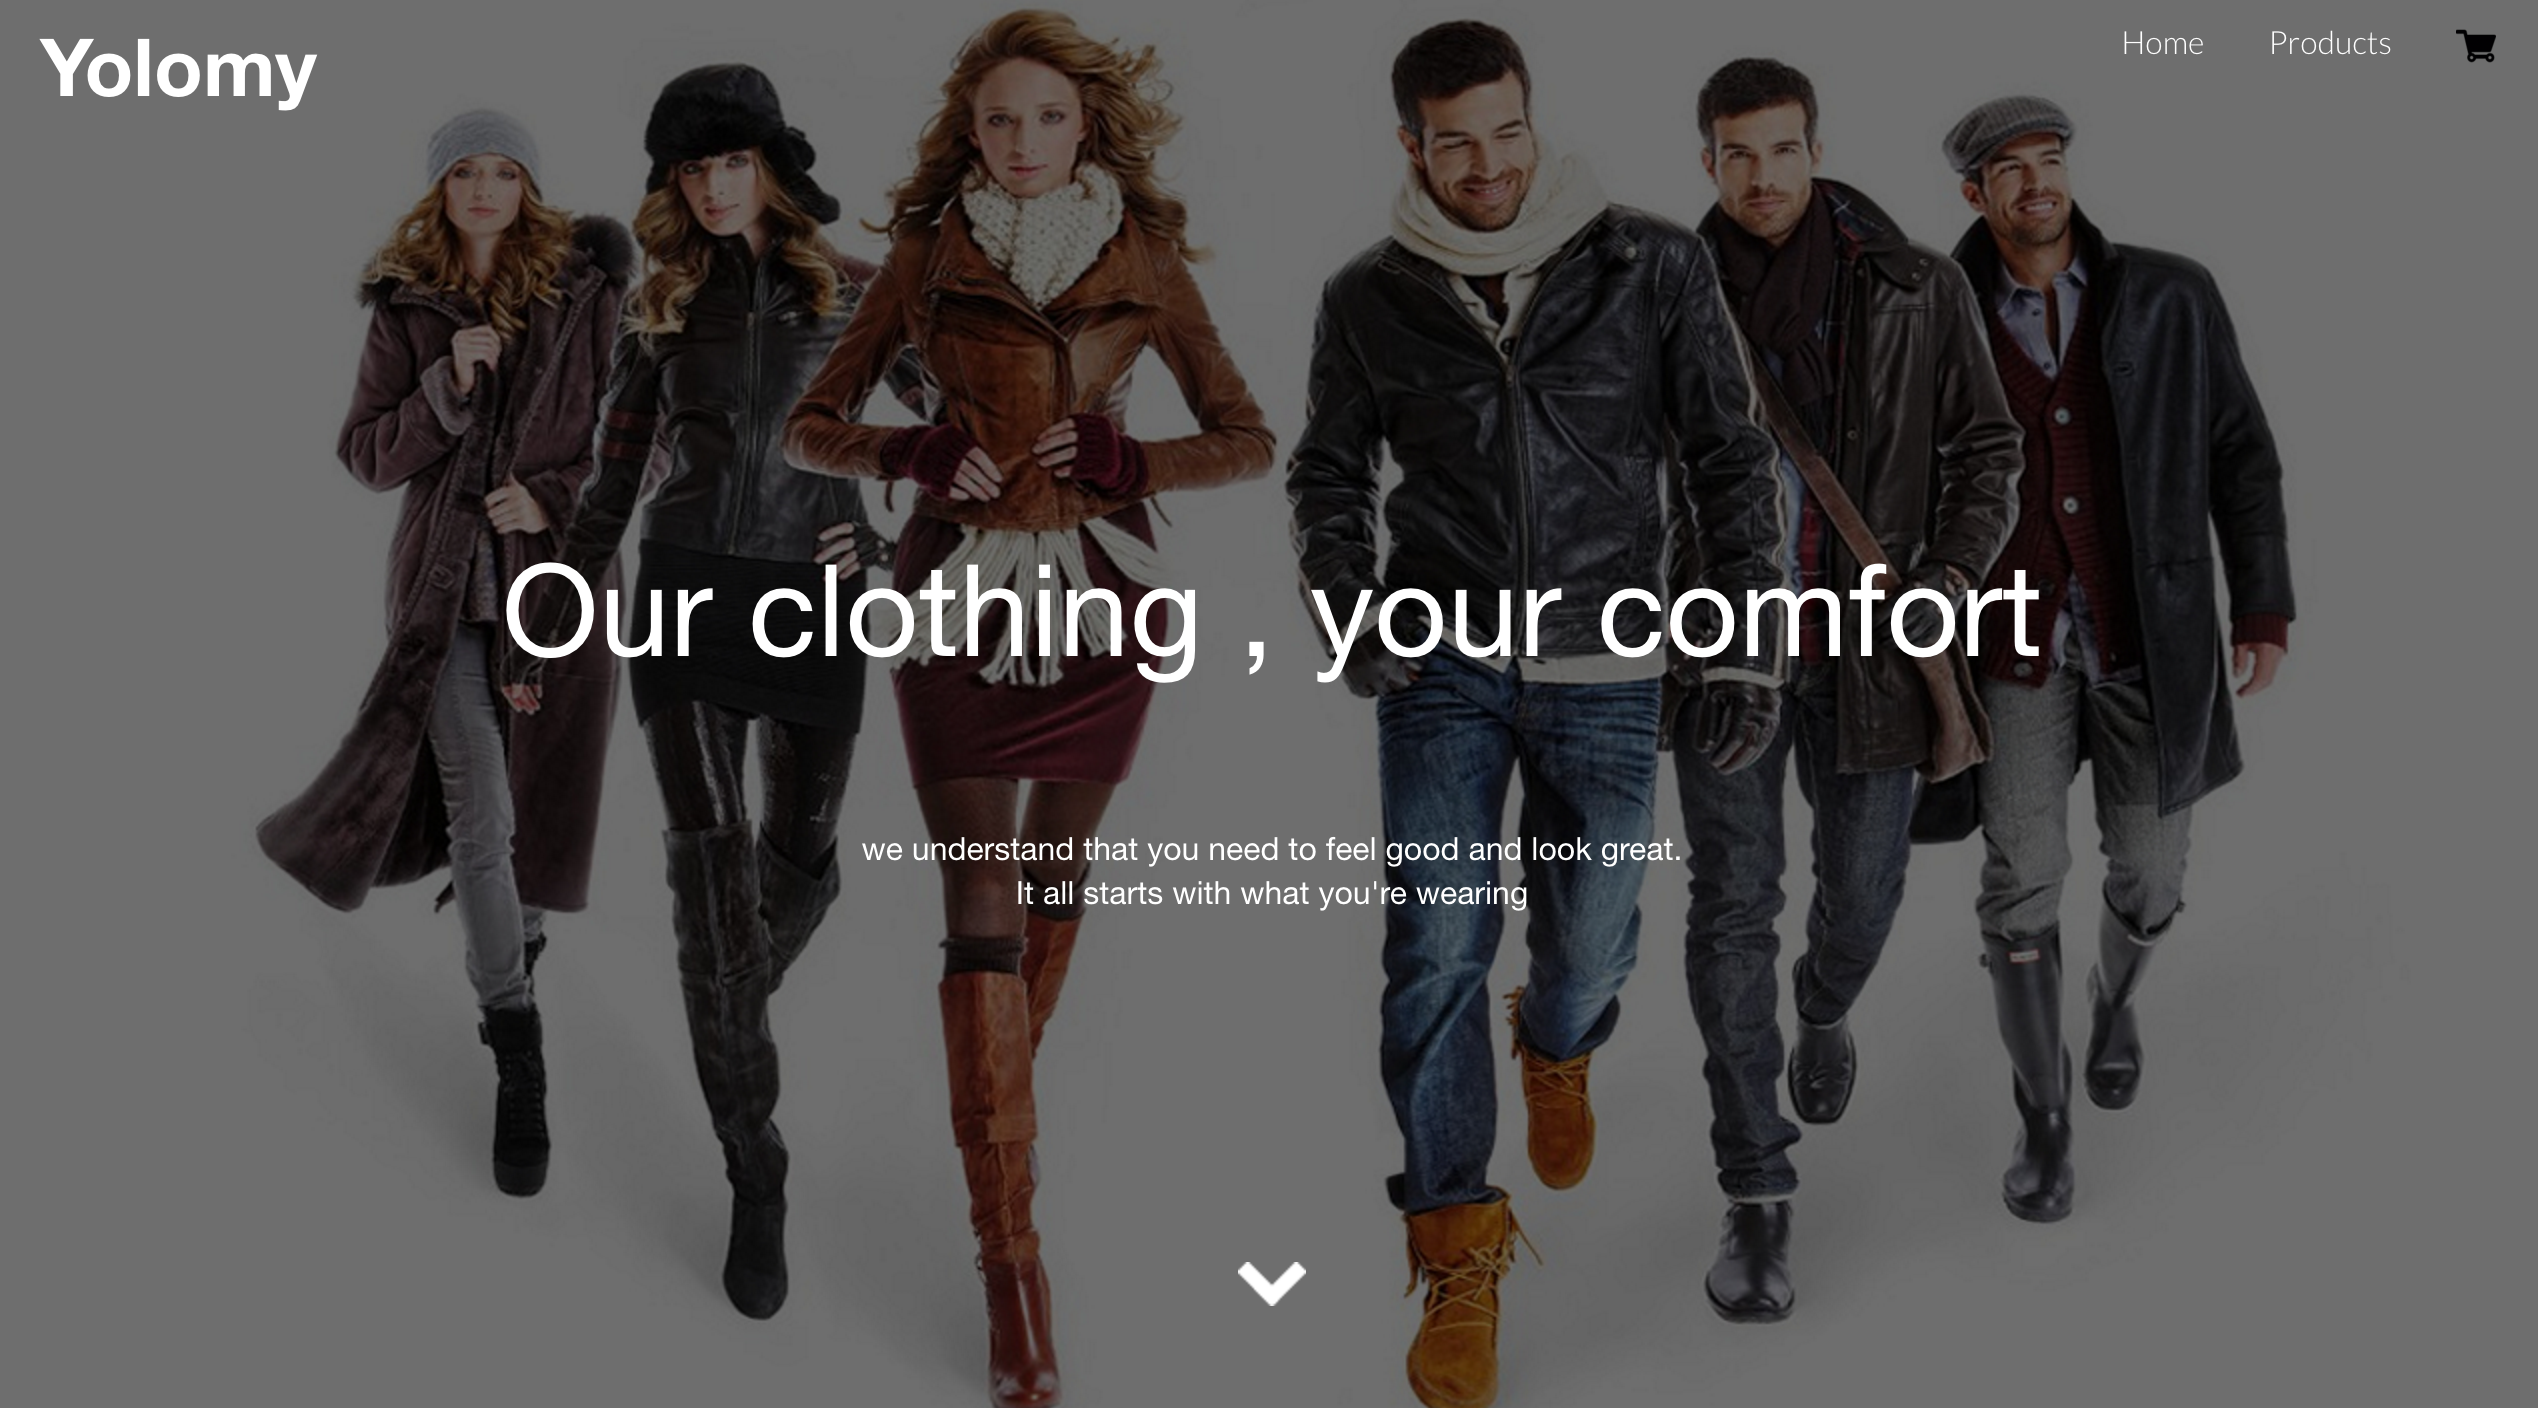 Yolomy
Home
Products
Our clothing , your comfort
we understand that you need to feel good and look great.
It all starts with what you're wearing